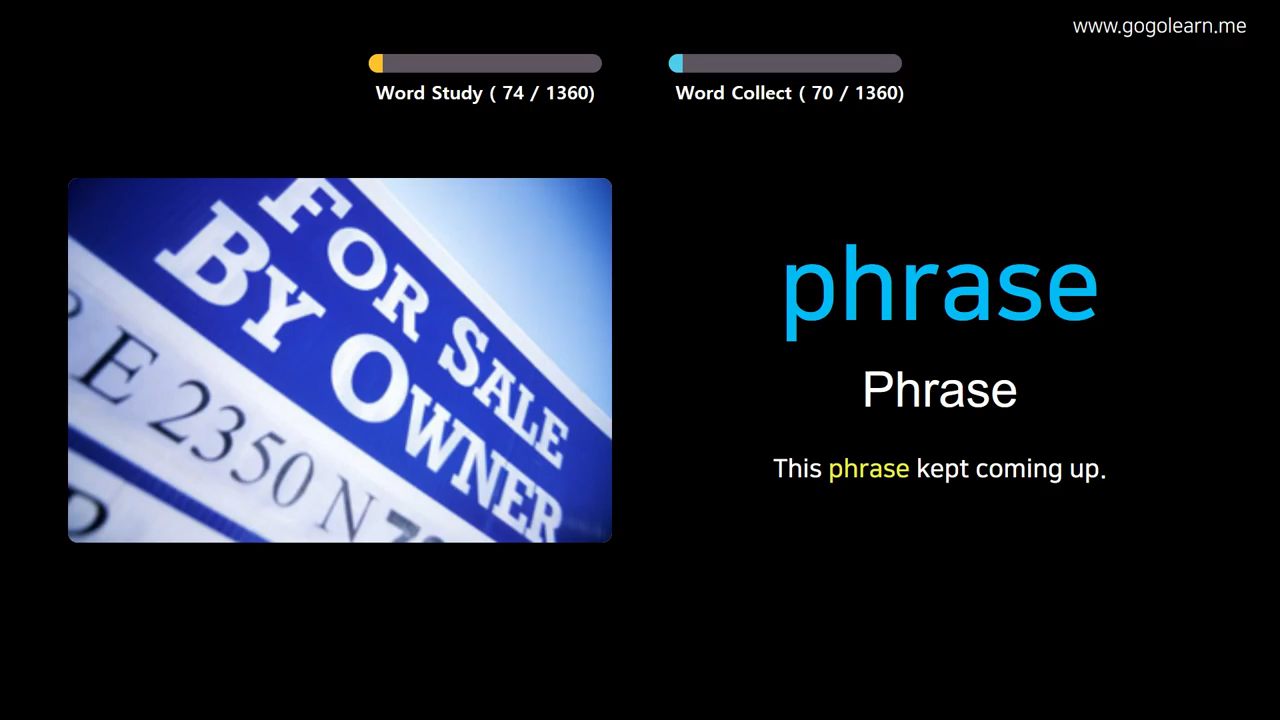 www.gogolearn.me
Word Study ( 74 / 1360)
Word Collect ( 70 / 1360)
FOR SALE
BY OWNER
E 2350 N
phrase
Phrase
This phrase kept coming up.